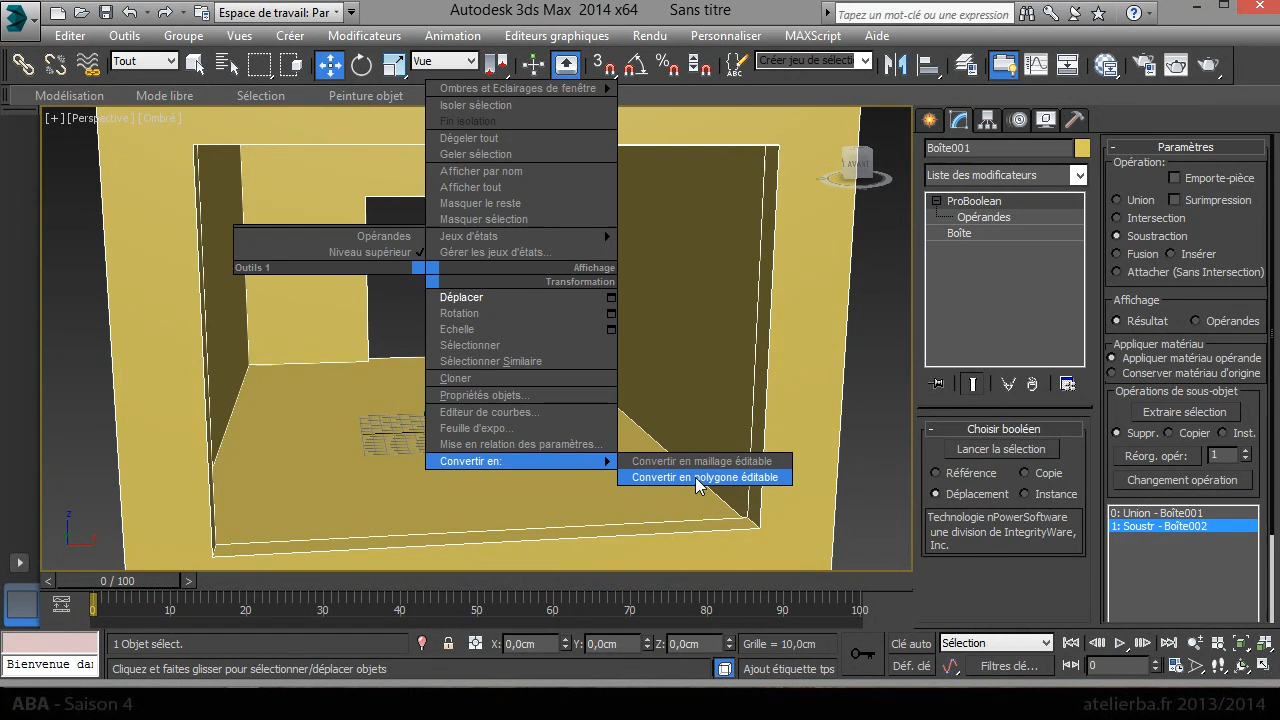 Espace de travail: Par
Autodesk 3ds Max 2014 x64 Sans titre
Tapez un mot-clé ou une expression
Editer Outils Groupe Vues Créer Modificateurs Animation Editeurs graphiques Rendu Personnaliser MAXScript Aide
Tout
Vue
Créer jeu de sélecti
Modélisation Mode libre Sélection Peinture objet
[ + ] [Perspective ] [Ombré ]
AVANT
Ombres et Eclairages de fenêtre
Isoler sélection
Fin isolation
Dégeler tout
Geler sélection
Afficher par nom
Afficher tout
Masquer le reste
Masquer sélection
Jeux d'états
Gérer les jeux d'états...
Opérandes
Niveau supérieur
Outils 1
Affichage
Transformation
Déplacer
Rotation
Echelle
Sélectionner
Sélectionner Similaire
Cloner
Propriétés objets...
Editeur de courbes...
Feuille d'expo...
Mise en relation des paramètres...
Convertir en:
Convertir en maillage éditable
Convertir en polygone éditable
z
x
Boîte001
Liste des modificateurs
ProBoolean
Opérandes
Boîte
- Choisir booléen
Lancer la sélection
Référence Copie
Déplacement Instance
Technologie nPowerSoftware
une division de IntegrityWare,
Inc.
- Paramètres
Opération:
Emporte-pièce
Union Surimpression
Intersection
Soustraction
Fusion Insérer
Attacher (Sans Intersection)
Affichage
Résultat Opérandes
Appliquer matériau
Appliquer matériau opérande
Conserver matériau d'origine
Opérations de sous-objet
Extraire sélection
Suppr. Copier Inst.
Réorg. opér: 1
Changement opération
0: Union - Boîte001
1: Soustr - Boîte002
< 0 / 100 >
0 10 20 30 40 50 60 70 80 90 100
1 Objet sélect.
X: 0,0cm Y: 0,0cm Z: 0,0cm Grille = 10,0cm
Clé auto Sélection
Bienvenue da
Cliquez et faites glisser pour sélectionner/déplacer objets
Ajout étiquette tps
Déf. clé Filtres clé... 0
ABA - Saison 4
atelierba.fr 2013/2014